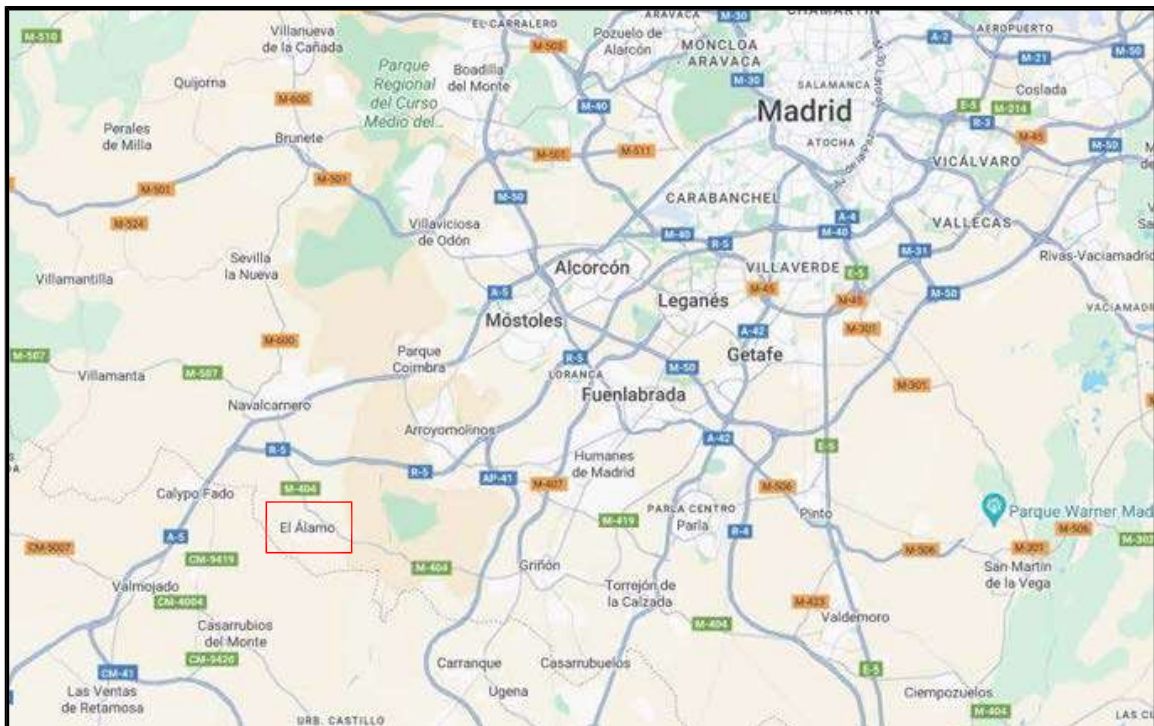 M-510
Villanueva
de la Cañada
EL CARRALERO
ARAVACA
M-30
CHAMARTÍN
A-2
AEROPUERTO
M-50
M-503
Pozuelo de
Alarcón
MONCLOA
ARAVACA
M-21
Quijorna
Parque
Regional
del Curso
Medio del...
Boadilla
del Monte
M-30
SALAMANCA
Coslada
M-600
M-40
Madrid
E-5
M-214
R-3
M-45
Perales
de Milla
Brunete
M-501
M-511
ATOCHA
M-50
VICÁLVARO
M-501
M-501
Av. de la Paz
M-50
CARABANCHEL
M-524
Villaviciosa
de Odón
A-4
M-40
VALLECAS
M-40
R-5
M-31
Sevilla
la Nueva
Villamantilla
Alcorcón
VILLAVERDE
E-5
Rivas-Vaciamadrid
A-5
Leganés
M-45
M-45
M-50
VACIAMADR
Móstoles
M-301
M-600
A-42
M-507
Parque
Coimbra
R-5
Getafe
Villamanta
M-507
LORANCA
M-50
M-301
Navalcarnero
Fuenlabrada
Arroyomolinos
A-42
R-5
E-5
R-5
AP-41
Humanes
de Madrid
M-404
M-407
M-506
Calypo Fado
PARLA CENTRO
Parla
Pinto
Parque Warner Mad
El Álamo
M-419
A-5
R-4
M-506
CM-5007
M-506
M-301
CM-9419
M-404
Griñón
San Martín
de la Vega
Valmojado
Torrejón de
la Calzada
CM-4004
M-423
Valdemoro
Casarrubios
del Monte
M-404
CM-9426
Carranque
Casarrubuelos
CM-41
E-5
Las Ventas
de Retamosa
Ugena
Ciempozuelos
M-404
URB. CASTILLO